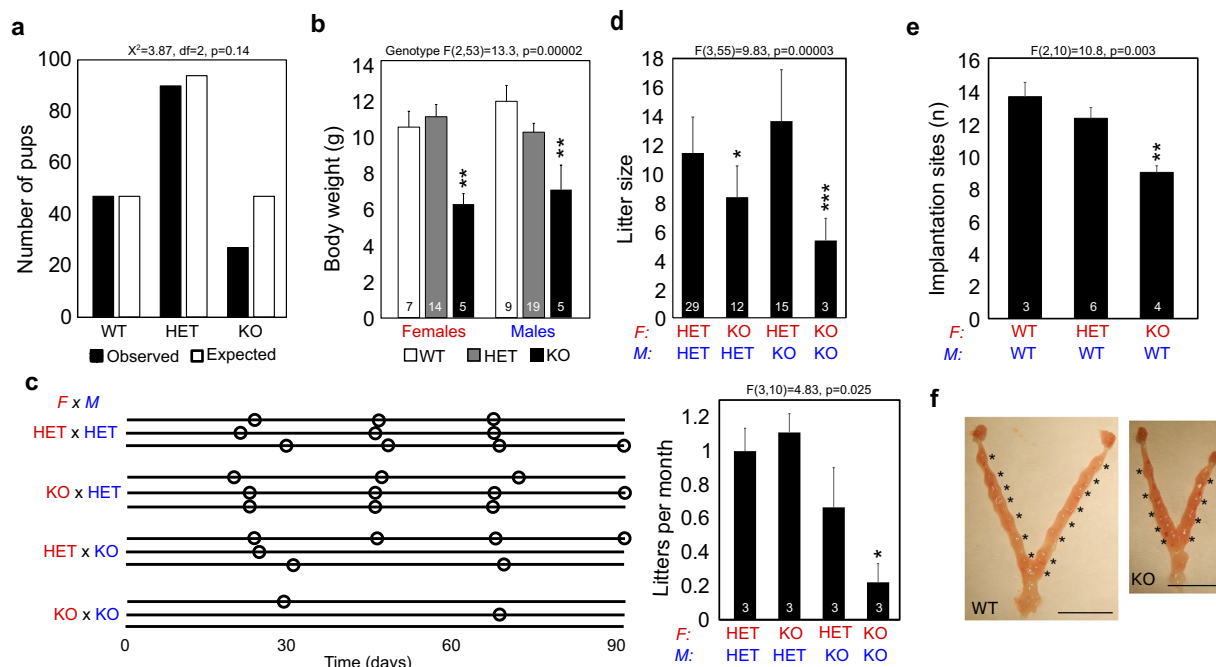 a
X²=3.87, df=2, p=0.14
Number of pups
100
80
60
40
20
0
WT HET KO
Observed Expected
b
Genotype F(2,53)=13.3, p=0.00002
Body weight (g)
14
12
10
8
6
4
2
0
7 14 5 9 19 5
** **
Females Males
WT HET KO
d
F(3,55)=9.83, p=0.00003
Litter size
18
16
14
12
10
8
6
4
12
0
* ***
29 12 15 3
F: HET KO HET KO
M: HET HET KO KO
e
F(2,10)=10.8, p=0.003
Implantation sites (n)
16
14
12
10
8
6
4
2
0
**
3 6 4
F: WT HET KO
M: WT WT WT
c
F x M
HET x HET
KO x HET
HET x KO
KO x KO
0 30 60 90
Time (days)
F(3,10)=4.83, p=0.025
Litters per month
1.2
1
0.8
0.6
0.4
0.2
0
*
3 3 3 3
F: HET KO HET KO
M: HET HET KO KO
f
WT
KO